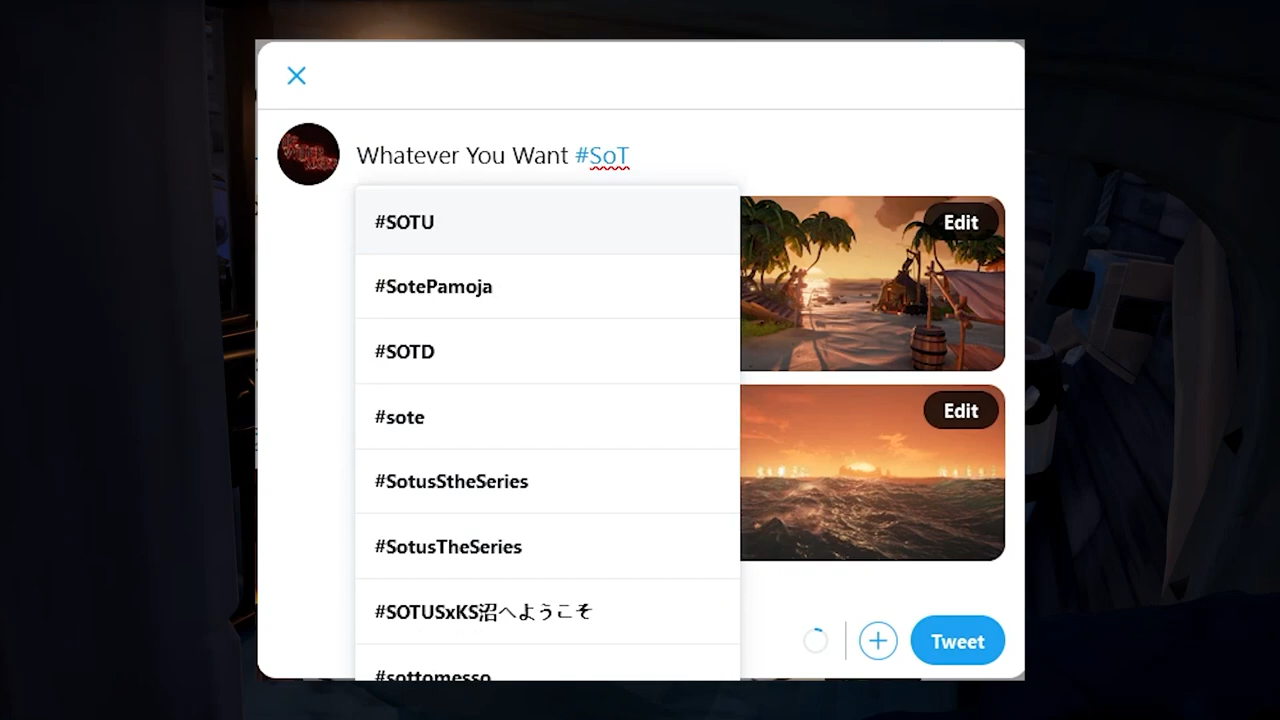 Whatever You Want #SoT
#SOTU
Edit
#SotePamoja
#SOTD
#sote
Edit
#SotusStheSeries
#SotusTheSeries
#SOTUSxKS沼へようこそ
#sottomesso
Tweet